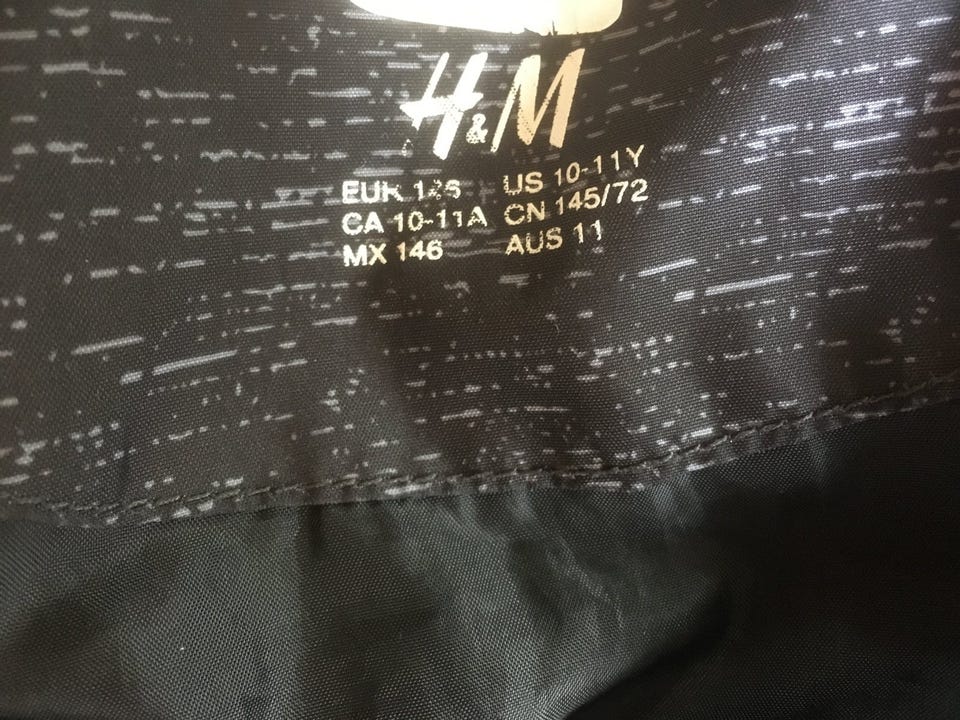 H&M
EUR 146 US 10-11Y
CA 10-11A CN 145/72
MX 146 AUS 11